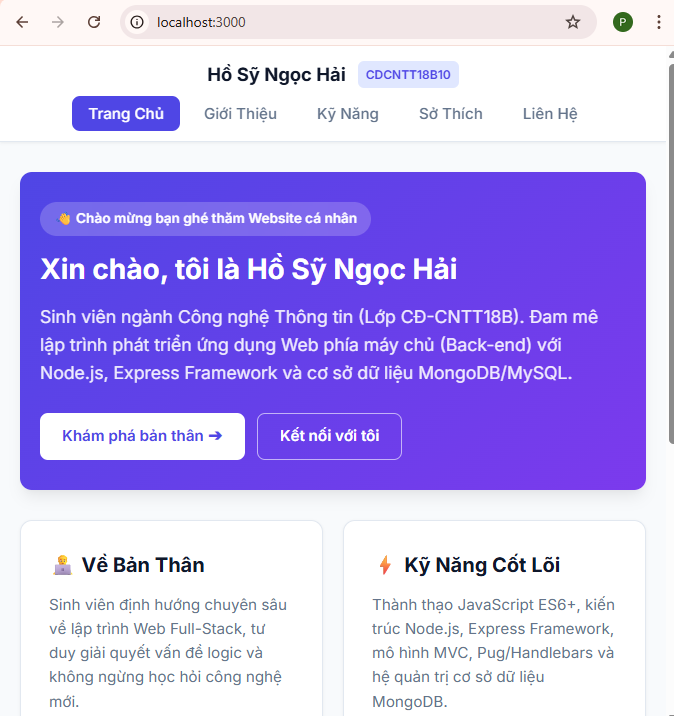 localhost:3000
P
Hồ Sỹ Ngọc Hải CDCNTT18B10
Trang Chủ Giới Thiệu Kỹ Năng Sở Thích Liên Hệ
👋 Chào mừng bạn ghé thăm Website cá nhân
Xin chào, tôi là Hồ Sỹ Ngọc Hải
Sinh viên ngành Công nghệ Thông tin (Lớp CĐ-CNTT18B). Đam mê
lập trình phát triển ứng dụng Web phía máy chủ (Back-end) với
Node.js, Express Framework và cơ sở dữ liệu MongoDB/MySQL.
Khám phá bản thân ➔ Kết nối với tôi
🧑‍💻 Về Bản Thân
Sinh viên định hướng chuyên sâu
về lập trình Web Full-Stack, tư
duy giải quyết vấn đề logic và
không ngừng học hỏi công nghệ
mới.
⚡ Kỹ Năng Cốt Lõi
Thành thạo JavaScript ES6+, kiến
trúc Node.js, Express Framework,
mô hình MVC, Pug/Handlebars và
hệ quản trị cơ sở dữ liệu
MongoDB.